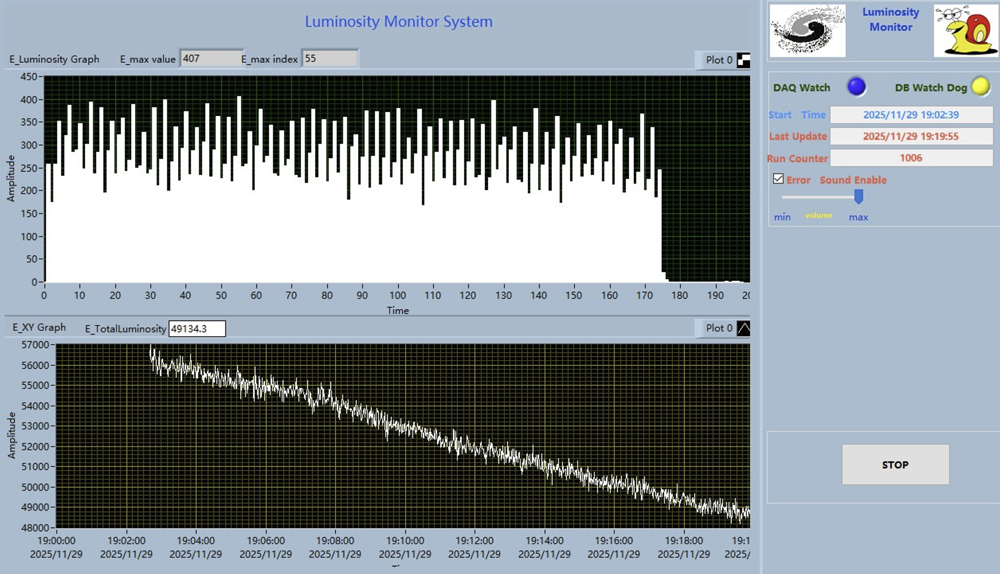 Luminosity Monitor System
E_Luminosity Graph E_max value 407 E_max index 55
Plot 0
450
400
350
300
250
200
150
100
50
0
Amplitude
0 10 20 30 40 50 60 70 80 90 100 110 120 130 140 150 160 170 180 190 20
Time
E_XY Graph E_TotalLuminosity 49134.3
Plot 0
57000
56000
55000
54000
53000
52000
51000
50000
49000
48000
Amplitude
19:00:00 19:02:00 19:04:00 19:06:00 19:08:00 19:10:00 19:12:00 19:14:00 19:16:00 19:18:00 19:1
2025/11/29 2025/11/29 2025/11/29 2025/11/29 2025/11/29 2025/11/29 2025/11/29 2025/11/29 2025/11/29 2025/11/29 2025/
Luminosity
Monitor
DAQ Watch DB Watch Dog
Start Time 2025/11/29 19:02:39
Last Update 2025/11/29 19:19:55
Run Counter 1006
Error Sound Enable
min volume max
STOP